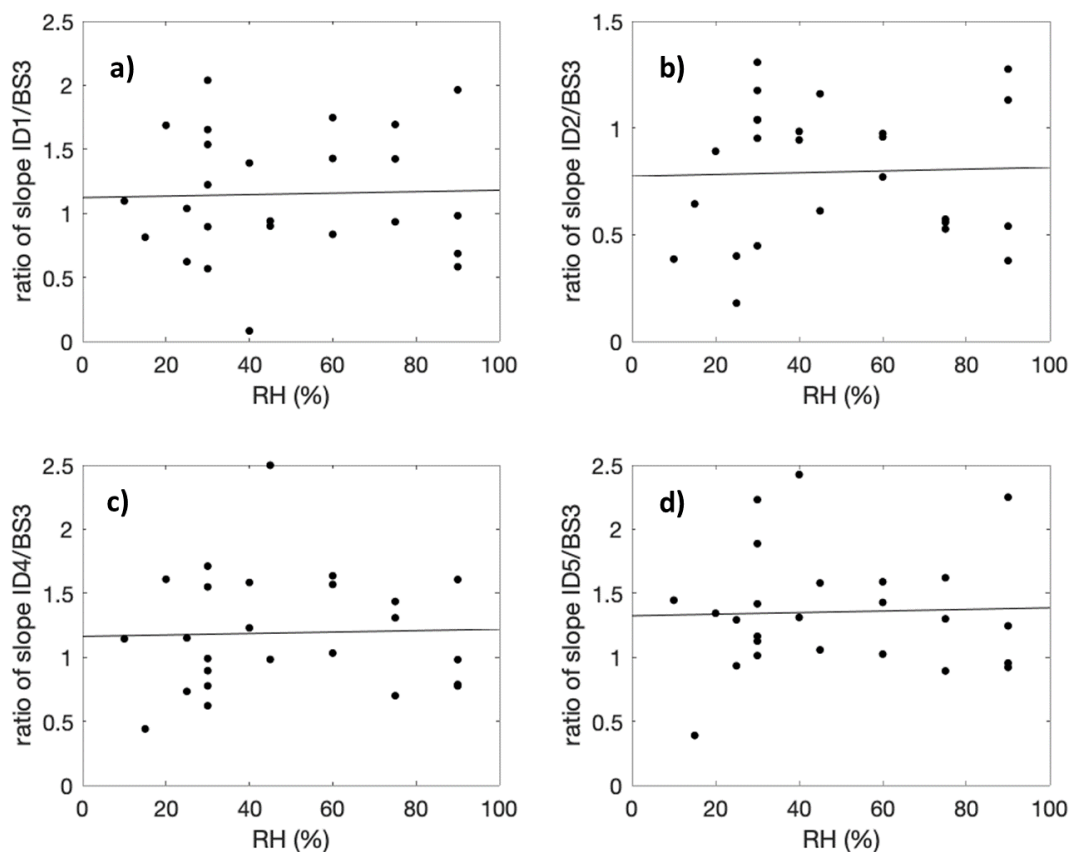 a)
ratio of slope ID1/BS3
2.5
2
1.5
1
0.5
0
0 20 40 60 80 100
RH (%)
b)
ratio of slope ID2/BS3
1.5
1
0.5
0
0 20 40 60 80 100
RH (%)
c)
ratio of slope ID4/BS3
2.5
2
1.5
1
0.5
0
0 20 40 60 80 100
RH (%)
d)
ratio of slope ID5/BS3
2.5
2
1.5
1
0.5
0
0 20 40 60 80 100
RH (%)